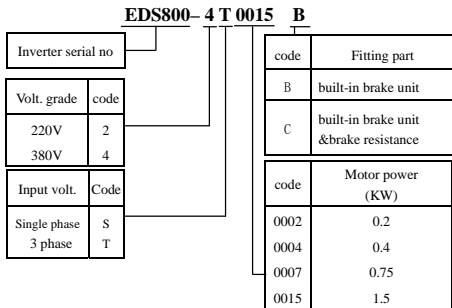 EDS800– 4 T 0015 B
Inverter serial no
Volt. grade code
220V 2
380V 4
Input volt. Code
Single phase S
3 phase T
code Fitting part
B built-in brake unit
C built-in brake unit
&brake resistance
code Motor power
(KW)
0002 0.2
0004 0.4
0007 0.75
0015 1.5